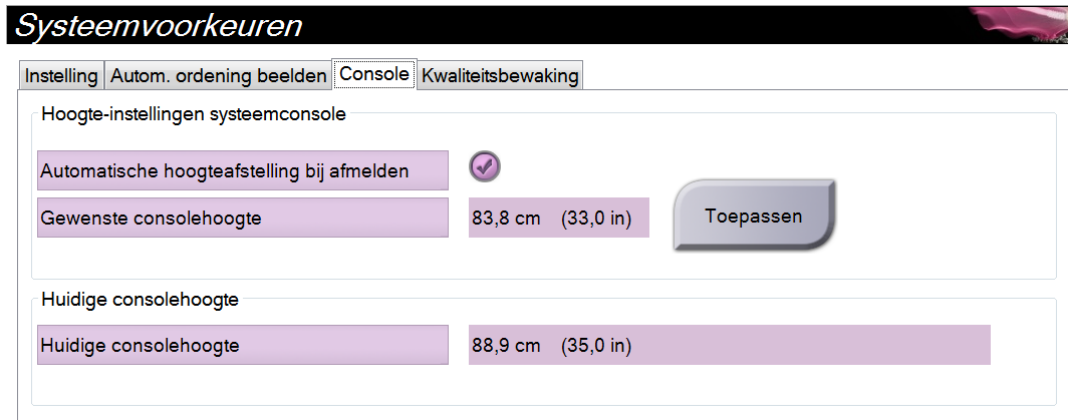 Systeemvoorkeuren
Instelling Autom. ordening beelden Console Kwaliteitsbewaking
Hoogte-instellingen systeemconsole
Automatische hoogteafstelling bij afmelden
Gewenste consolehoogte 83,8 cm (33,0 in) Toepassen
Huidige consolehoogte
Huidige consolehoogte 88,9 cm (35,0 in)